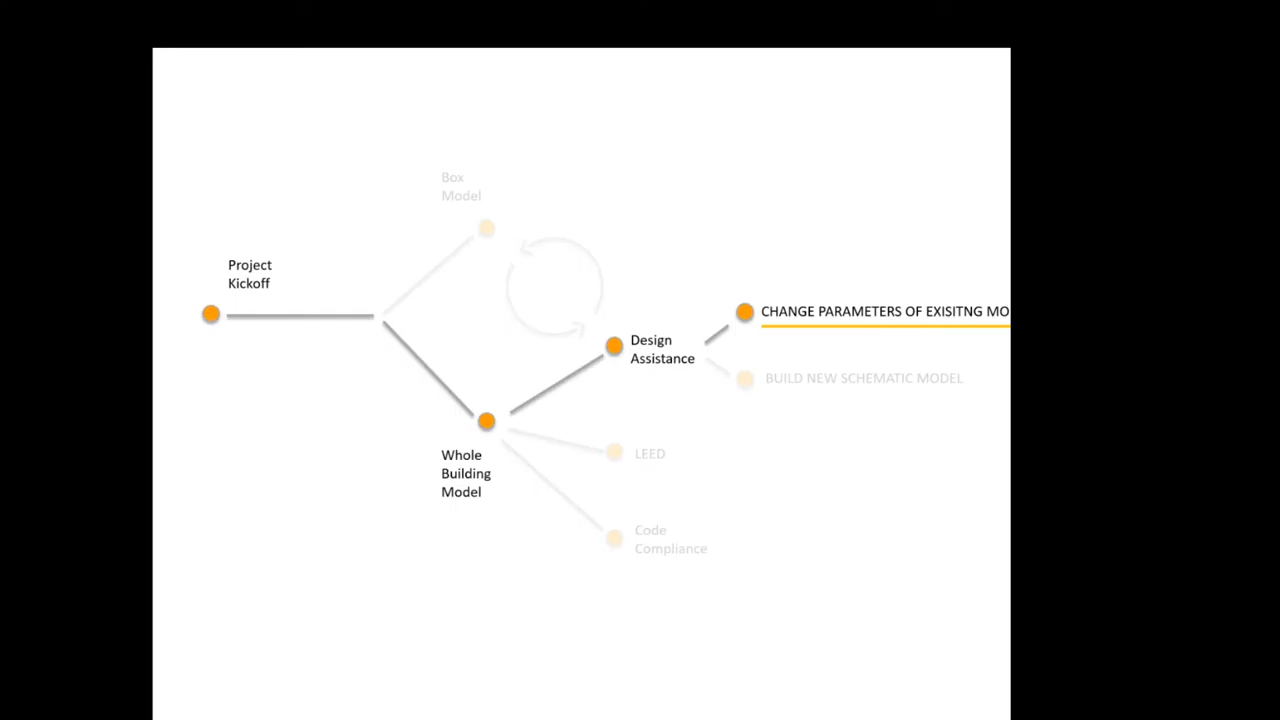 Box
Model
Project
Kickoff
CHANGE PARAMETERS OF EXISITNG MO
Design
Assistance
BUILD NEW SCHEMATIC MODEL
Whole
Building
Model
LEED
Code
Compliance